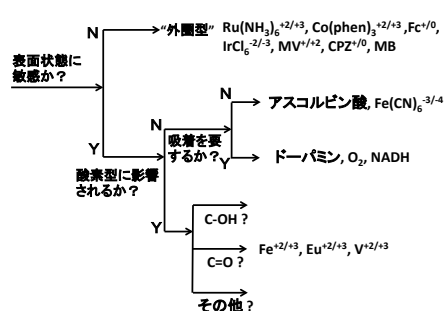 N
"外圏型" Ru(NH₃)₆⁺²/⁺³, Co(phen)₃⁺²/⁺³,Fc⁺/⁰,
IrCl₆⁻²/⁻³, MV⁺/⁺², CPZ⁺/⁰, MB
表面状態に
敏感か?
N
アスコルビン酸, Fe(CN)₆⁻³/⁻⁴
N
吸着を要
するか?
Y
Y
ドーパミン, O₂, NADH
酸素型に影響
されるか?
Y
C-OH ?
C=O ?
Fe⁺²/⁺³, Eu⁺²/⁺³, V⁺²/⁺³
その他 ?